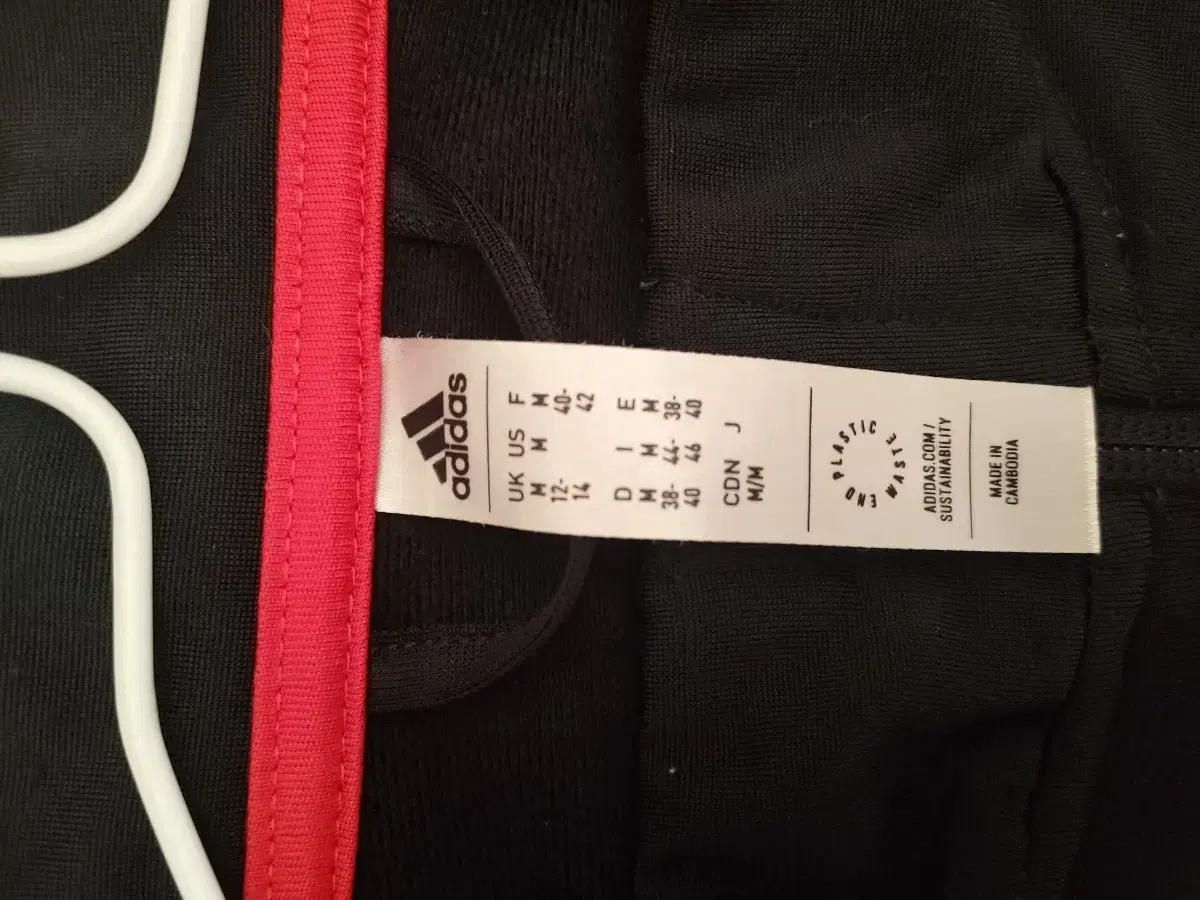 adidas
UK US F
M M M
12- 40-
14 42
D I E
M M M
38- 44- 38-
40 46 40
CDN J
M/M
END PLASTIC WASTE
ADIDAS.COM/
SUSTAINABILITY
MADE IN
CAMBODIA